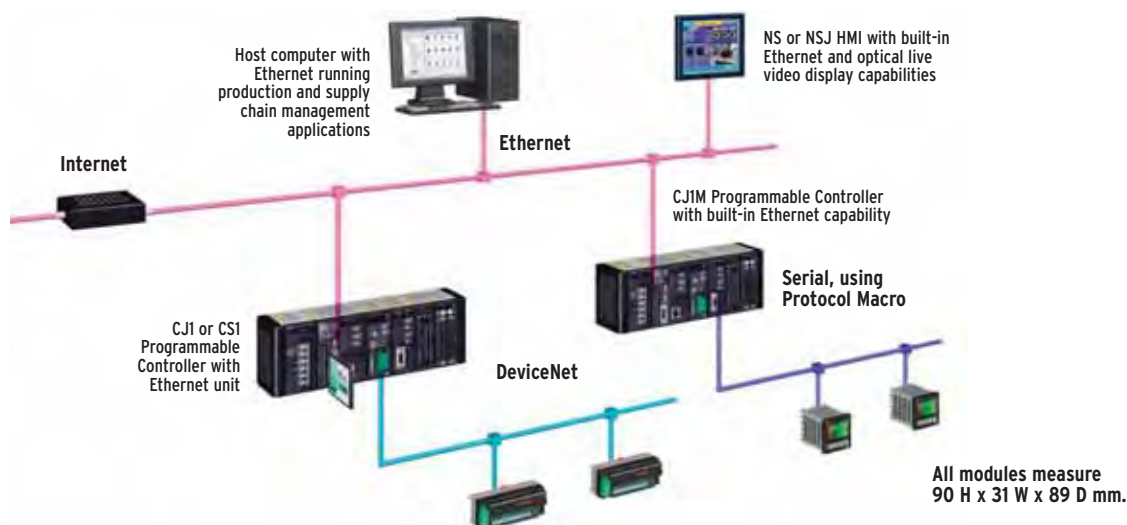 Host computer with
Ethernet running
production and supply
chain management
applications
NS or NSJ HMI with built-in
Ethernet and optical live
video display capabilities
Internet
Ethernet
CJ1M Programmable Controller
with built-in Ethernet capability
Serial, using
Protocol Macro
CJ1 or CS1
Programmable
Controller with
Ethernet unit
DeviceNet
All modules measure
90 H x 31 W x 89 D mm.